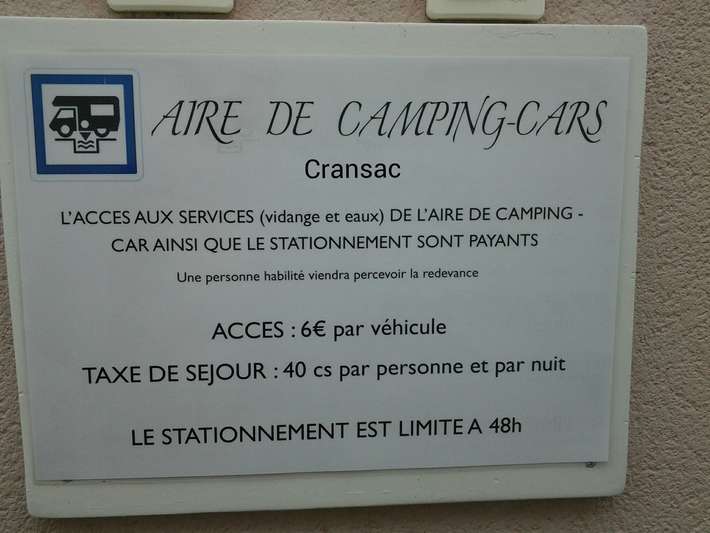 AIRE DE CAMPING-CARS
Cransac
L'ACCES AUX SERVICES (vidange et eaux) DE L'AIRE DE CAMPING -
CAR AINSI QUE LE STATIONNEMENT SONT PAYANTS
Une personne habilité viendra percevoir la redevance
ACCES : 6€ par véhicule
TAXE DE SEJOUR : 40 cs par personne et par nuit
LE STATIONNEMENT EST LIMITE A 48h